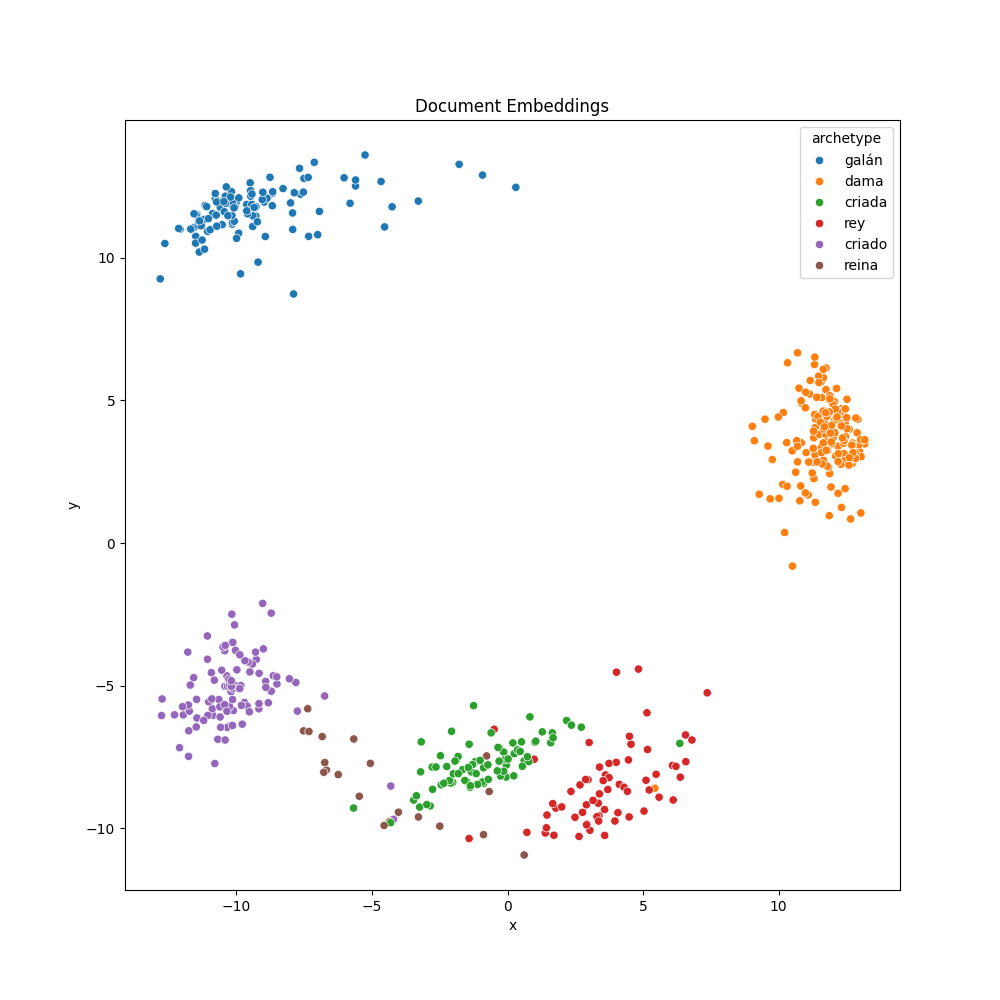 Document Embeddings
archetype
galán
dama
criada
rey
criado
reina
10
5
0
−5
−10
y
−10
−5
0
5
10
x